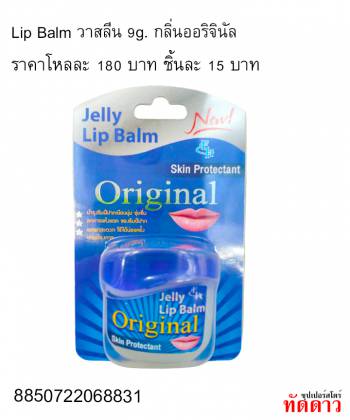 Lip Balm วาสลีน 9g. กลิ่นออริจินัล
ราคาโหลละ 180 บาท ชิ้นละ 15 บาท
Jelly
Lip Balm
New!
Skin Protectant
Original
Jelly
Lip Balm
Original
Skin Protectant
8850722068831
ซุปเปอร์สโตร์
ทัดดาว